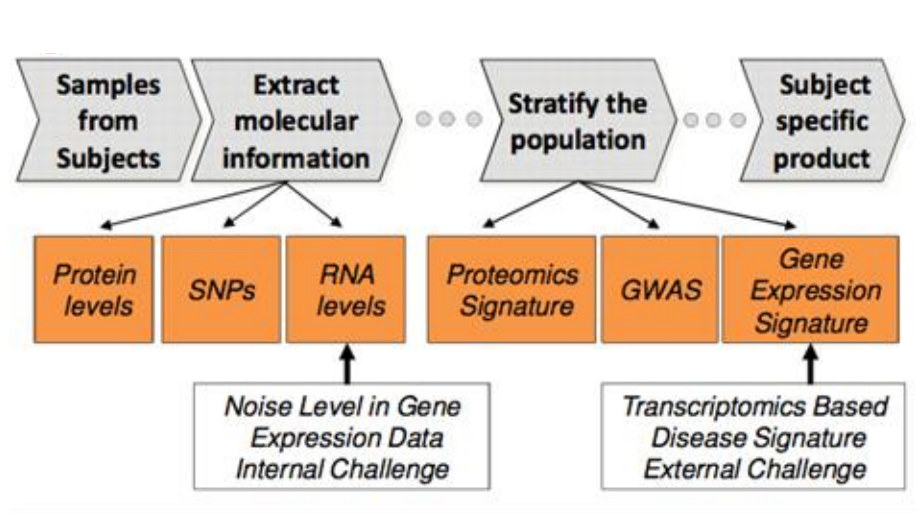 Samples
from
Subjects
Extract
molecular
information
Stratify the
population
Subject
specific
product
Protein
levels
SNPs
RNA
levels
Proteomics
Signature
GWAS
Gene
Expression
Signature
Noise Level in Gene
Expression Data
Internal Challenge
Transcriptomics Based
Disease Signature
External Challenge